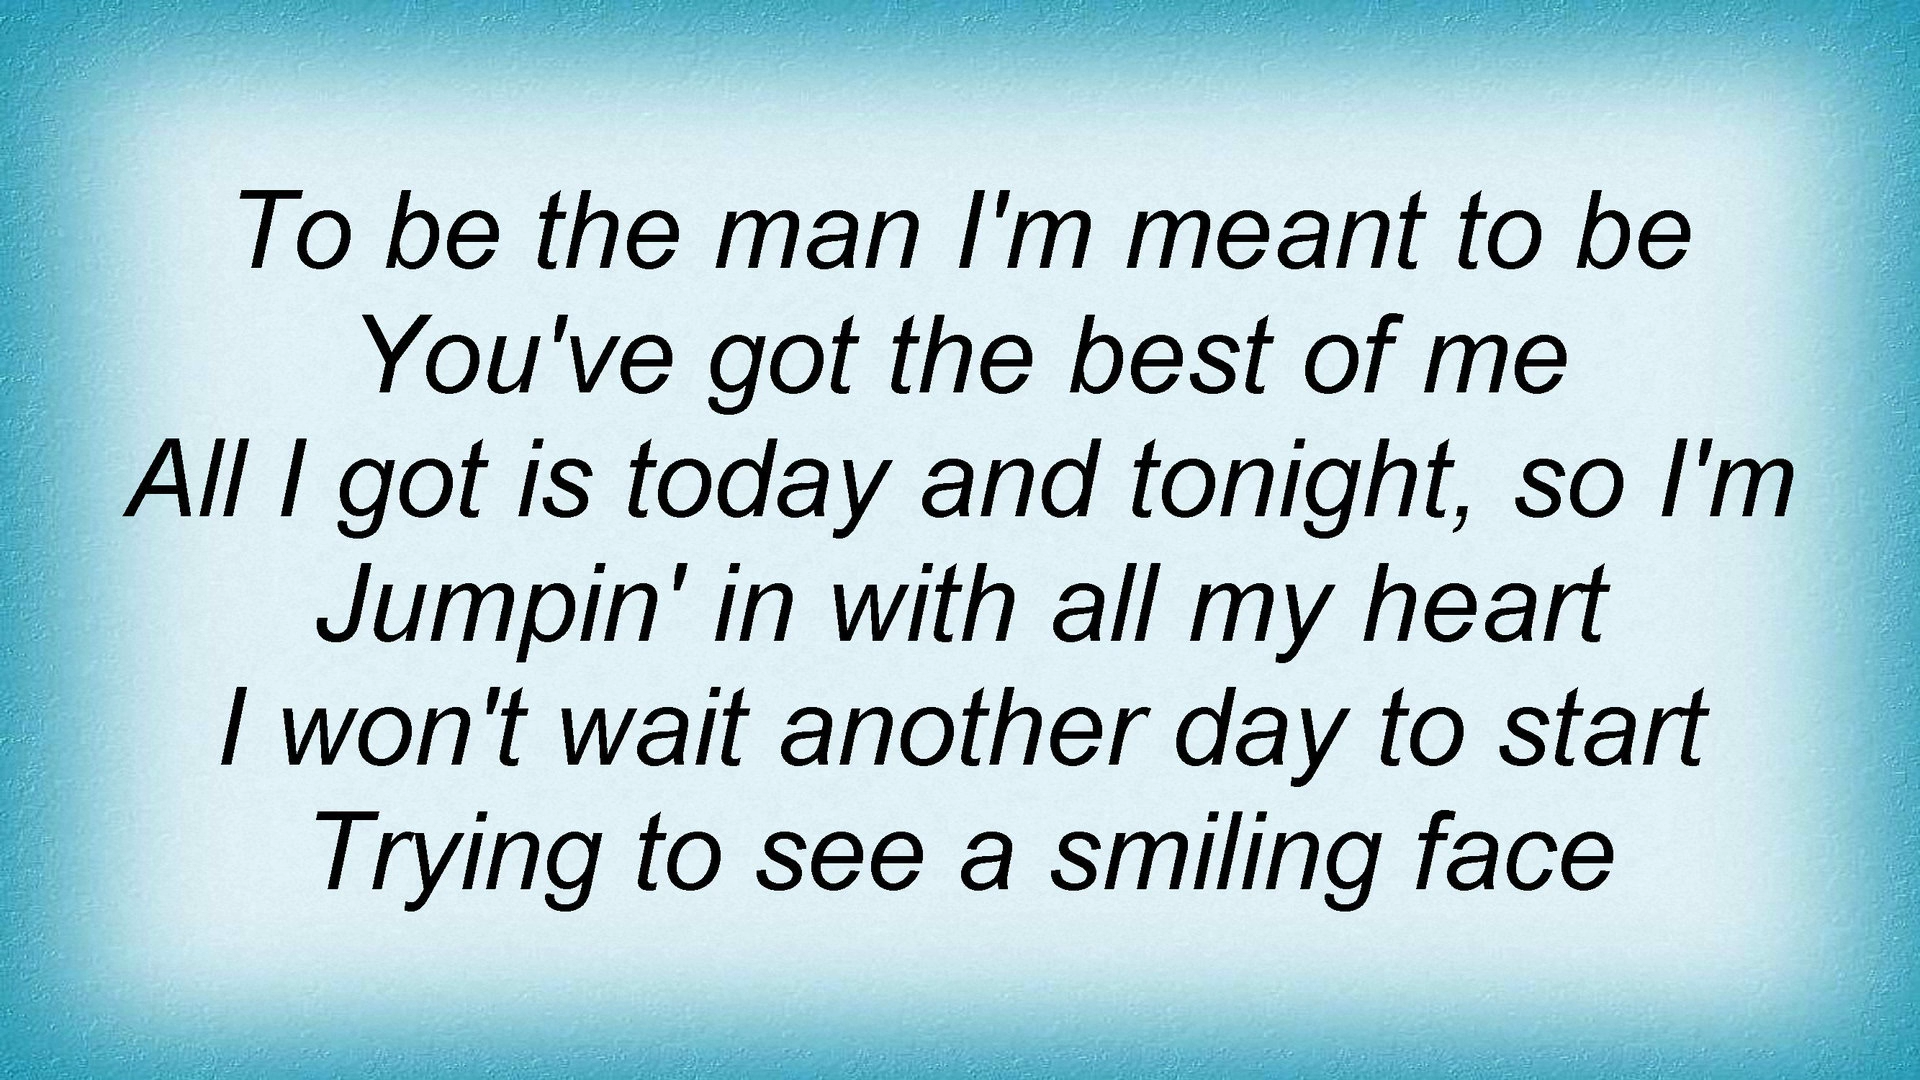 To be the man I'm meant to be
You've got the best of me
All I got is today and tonight, so I'm
Jumpin' in with all my heart
I won't wait another day to start
Trying to see a smiling face